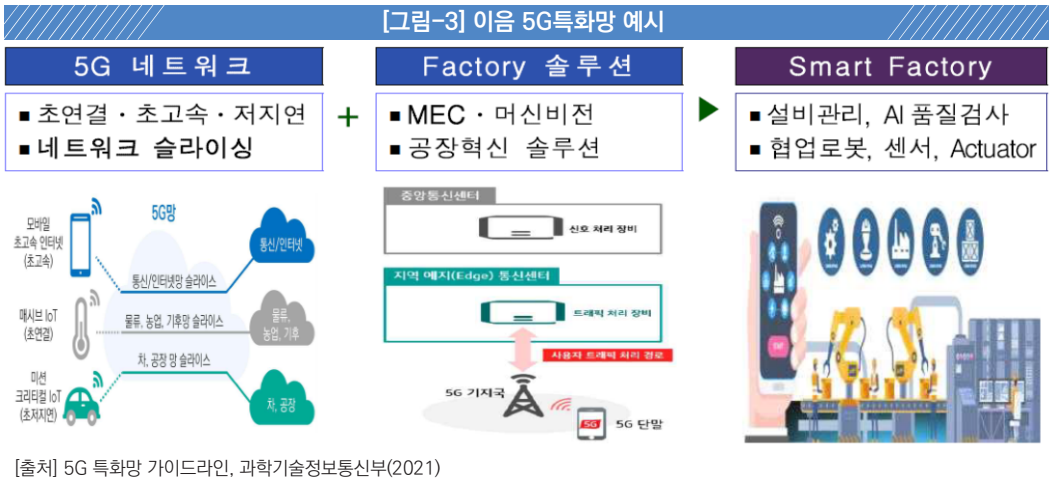 [그림-3] 이음 5G특화망 예시
5G 네트워크
■ 초연결・초고속・저지연
■ 네트워크 슬라이싱
+
Factory 솔루션
■ MEC・머신비전
■ 공장혁신 솔루션
Smart Factory
■ 설비관리, AI 품질검사
■ 협업로봇, 센서, Actuator
5G망
모바일
초고속 인터넷
(초고속)
통신/인터넷
통신/인터넷망 슬라이스
매시브 IoT
(초연결)
물류, 농업, 기후망 슬라이스
물류,
농업, 기후
차, 공장 망 슬라이스
미션
크리티컬 IoT
(초저지연)
차, 공장
중앙통신센터
신호 처리 장비
지역 에지(Edge) 통신센터
트래픽 처리 장비
사용자 트래픽 처리 경로
5G 기지국
5G
5G 단말
[출처] 5G 특화망 가이드라인, 과학기술정보통신부(2021)